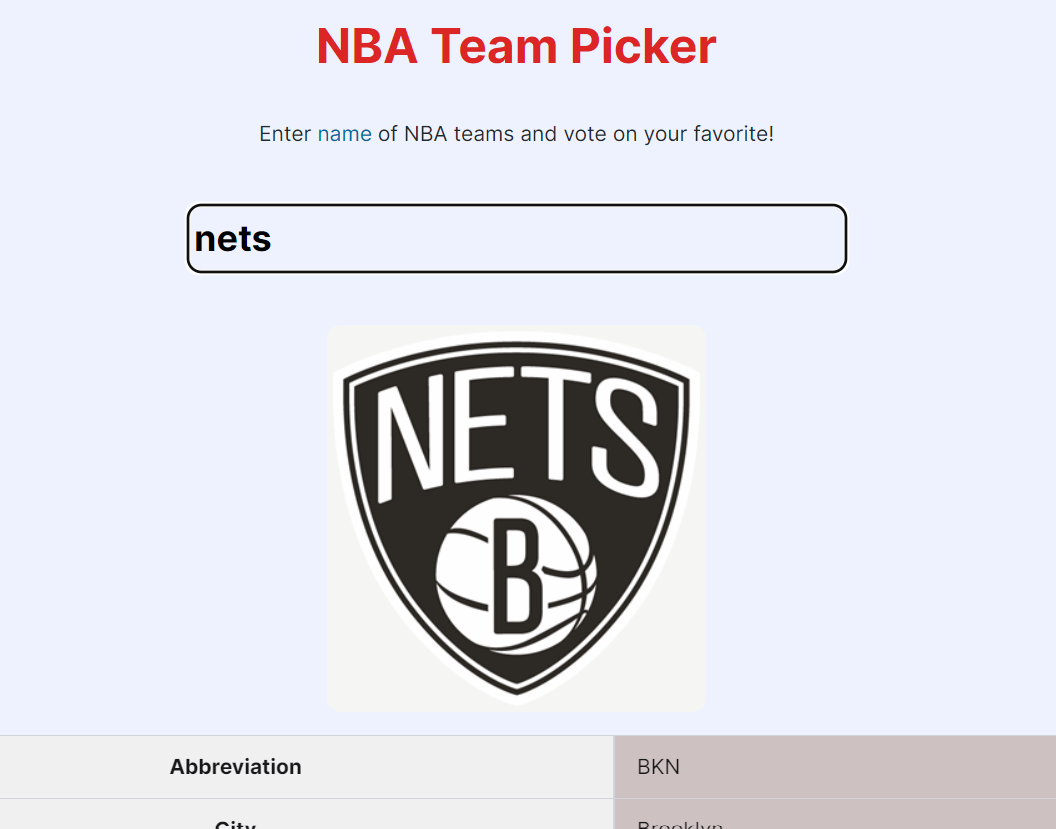 NBA Team Picker
Enter name of NBA teams and vote on your favorite!
nets
NETS
B
Abbreviation BKN
City Brooklyn